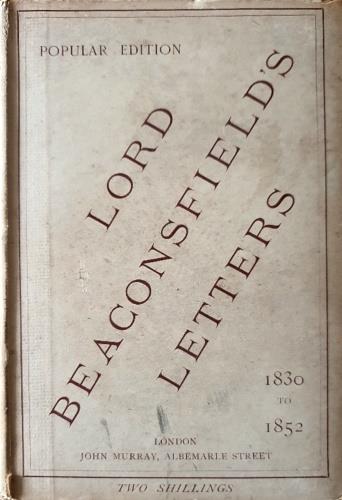 POPULAR EDITION
LORD
BEACONSFIELD'S
LETTERS
1830
TO
1852
LONDON
JOHN MURRAY, ALBEMARLE STREET
TWO SHILLINGS